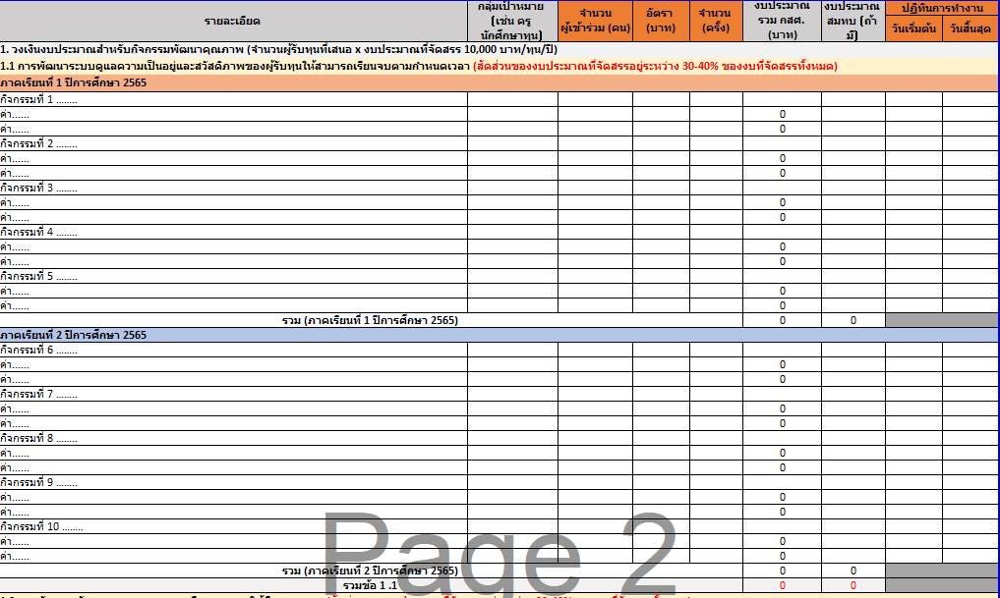 รายละเอียด
กลุ่มเป้าหมาย
(เช่น ครู
นักศึกษาทุน)
จำนวน
ผู้เข้าร่วม (คน)
อัตรา
(บาท)
จำนวน
(ครั้ง)
งบประมาณ
รวม กสศ.
(บาท)
งบประมาณ
สมทบ (ถ้า
มี)
ปฏิทินการทำงาน
วันเริ่มต้น วันสิ้นสุด
1. วงเงินงบประมาณสำหรับกิจกรรมพัฒนาคุณภาพ (จำนวนผู้รับทุนที่เสนอ x งบประมาณที่จัดสรร 10,000 บาท/ทุน/ปี)
1.1 การพัฒนาระบบดูแลความเป็นอยู่และสวัสดิภาพของผู้รับทุนให้สามารถเรียนจบตามกำหนดเวลา (สัดส่วนของงบประมาณที่จัดสรรอยู่ระหว่าง 30-40% ของงบที่จัดสรรทั้งหมด)
ภาคเรียนที่ 1 ปีการศึกษา 2565
กิจกรรมที่ 1 ........
ค่า...... 0
ค่า...... 0
กิจกรรมที่ 2 ........
ค่า...... 0
ค่า...... 0
กิจกรรมที่ 3 ........
ค่า...... 0
ค่า...... 0
กิจกรรมที่ 4 ........
ค่า...... 0
ค่า...... 0
กิจกรรมที่ 5 ........
ค่า...... 0
ค่า...... 0
รวม (ภาคเรียนที่ 1 ปีการศึกษา 2565) 0 0
ภาคเรียนที่ 2 ปีการศึกษา 2565
กิจกรรมที่ 6 ........
ค่า...... 0
ค่า...... 0
กิจกรรมที่ 7 ........
ค่า...... 0
ค่า...... 0
กิจกรรมที่ 8 ........
ค่า...... 0
ค่า...... 0
กิจกรรมที่ 9 ........
ค่า...... 0
ค่า...... 0
กิจกรรมที่ 10 ........
ค่า...... 0
ค่า...... 0
รวม (ภาคเรียนที่ 2 ปีการศึกษา 2565) 0 0
รวมข้อ 1 .1 0 0
Page 2